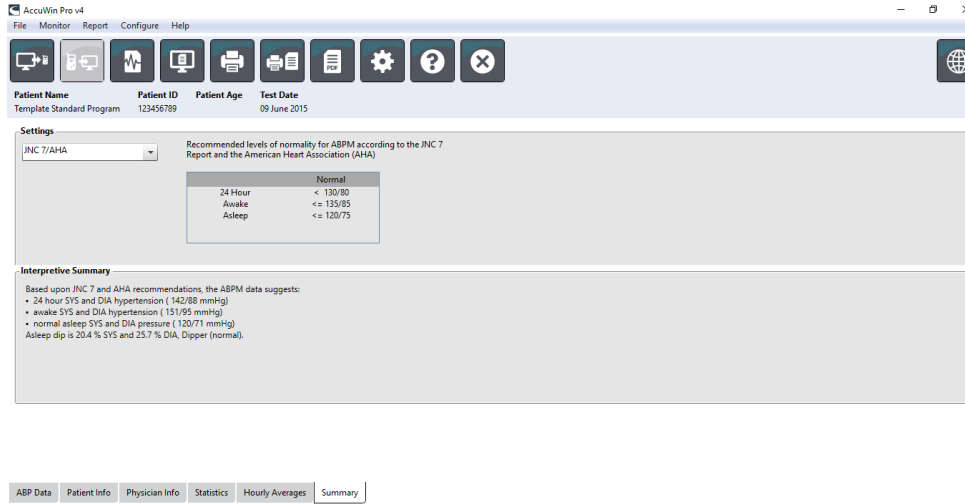 AccuWin Pro v4
File Monitor Report Configure Help
PDF
Patient Name Patient ID Patient Age Test Date
Template Standard Program 123456789 09 June 2015
Settings
JNC 7/AHA
Recommended levels of normality for ABPM according to the JNC 7
Report and the American Heart Association (AHA)
Normal
24 Hour < 130/80
Awake <= 135/85
Asleep <= 120/75
Interpretive Summary
Based upon JNC 7 and AHA recommendations, the ABPM data suggests:
• 24 hour SYS and DIA hypertension ( 142/88 mmHg)
• awake SYS and DIA hypertension ( 151/95 mmHg)
• normal asleep SYS and DIA pressure ( 120/71 mmHg)
Asleep dip is 20.4 % SYS and 25.7 % DIA, Dipper (normal).
ABP Data Patient Info Physician Info Statistics Hourly Averages Summary